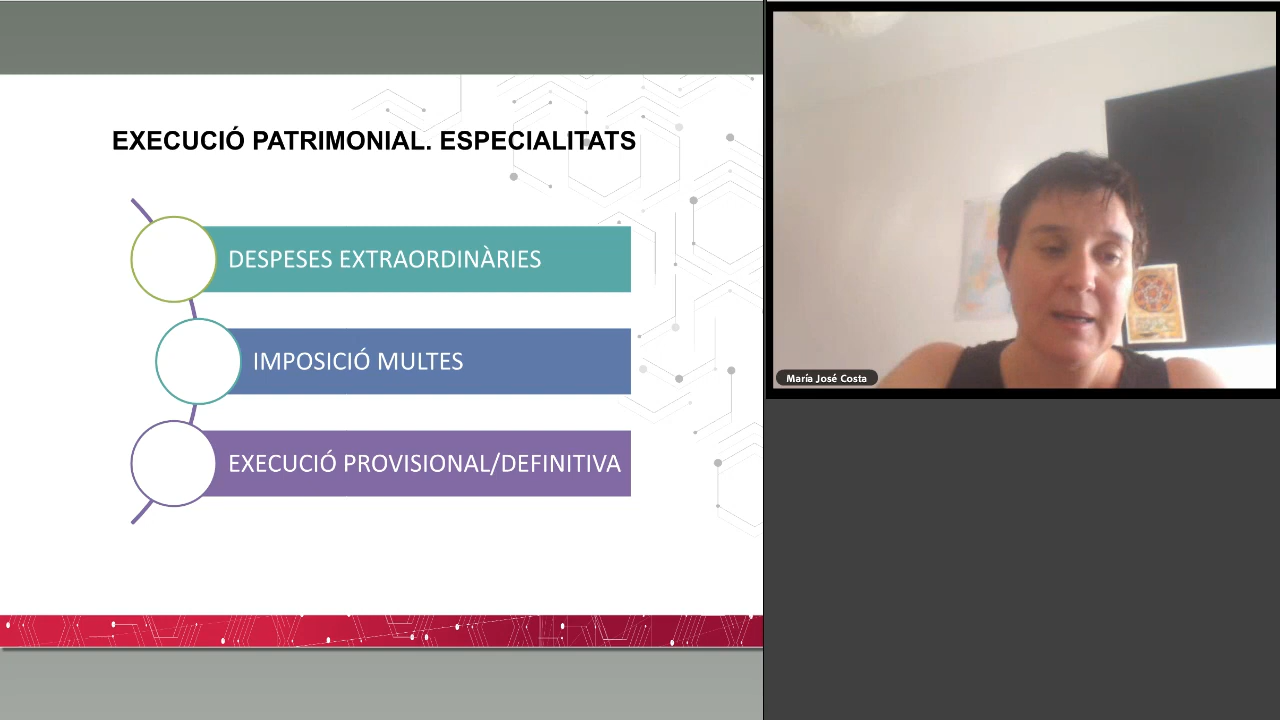 EXECUCIÓ PATRIMONIAL. ESPECIALITATS
DESPESES EXTRAORDINÀRIES
IMPOSICIÓ MULTES
EXECUCIÓ PROVISIONAL/DEFINITIVA
María José Costa